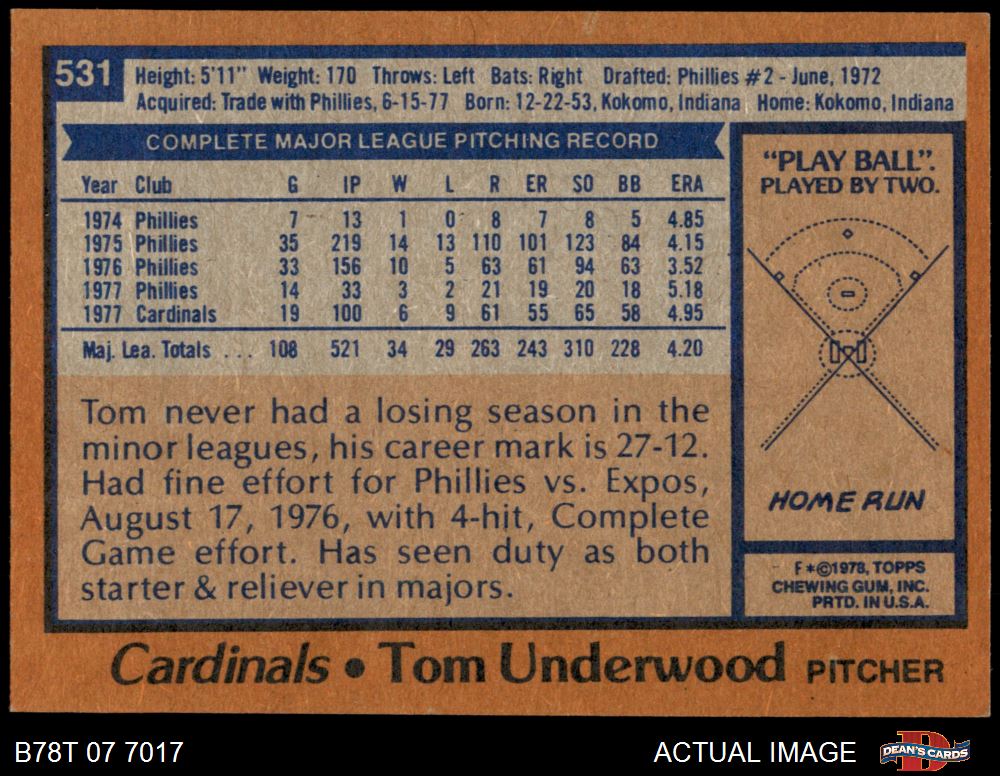 531
Height: 5'11" Weight: 170 Throws: Left Bats: Right Drafted: Phillies #2 - June, 1972
Acquired: Trade with Phillies, 6-15-77 Born: 12-22-53, Kokomo, Indiana Home: Kokomo, Indiana
COMPLETE MAJOR LEAGUE PITCHING RECORD
Year Club G IP W L R ER SO BB ERA
1974 Phillies 7 13 1 0 8 7 8 5 4.85
1975 Phillies 35 219 14 13 110 101 123 84 4.15
1976 Phillies 33 156 10 5 63 61 94 63 3.52
1977 Phillies 14 33 3 2 21 19 20 18 5.18
1977 Cardinals 19 100 6 9 61 55 65 58 4.95
Maj. Lea. Totals . . . 108 521 34 29 263 243 310 228 4.20
Tom never had a losing season in the
minor leagues, his career mark is 27-12.
Had fine effort for Phillies vs. Expos,
August 17, 1976, with 4-hit, Complete
Game effort. Has seen duty as both
starter & reliever in majors.
"PLAY BALL".
PLAYED BY TWO.
HOME RUN
F *©1978, TOPPS
CHEWING GUM, INC.
PRTD. IN U.S.A.
Cardinals • Tom Underwood PITCHER
B78T 07 7017 ACTUAL IMAGE
D
DEAN'S CARDS